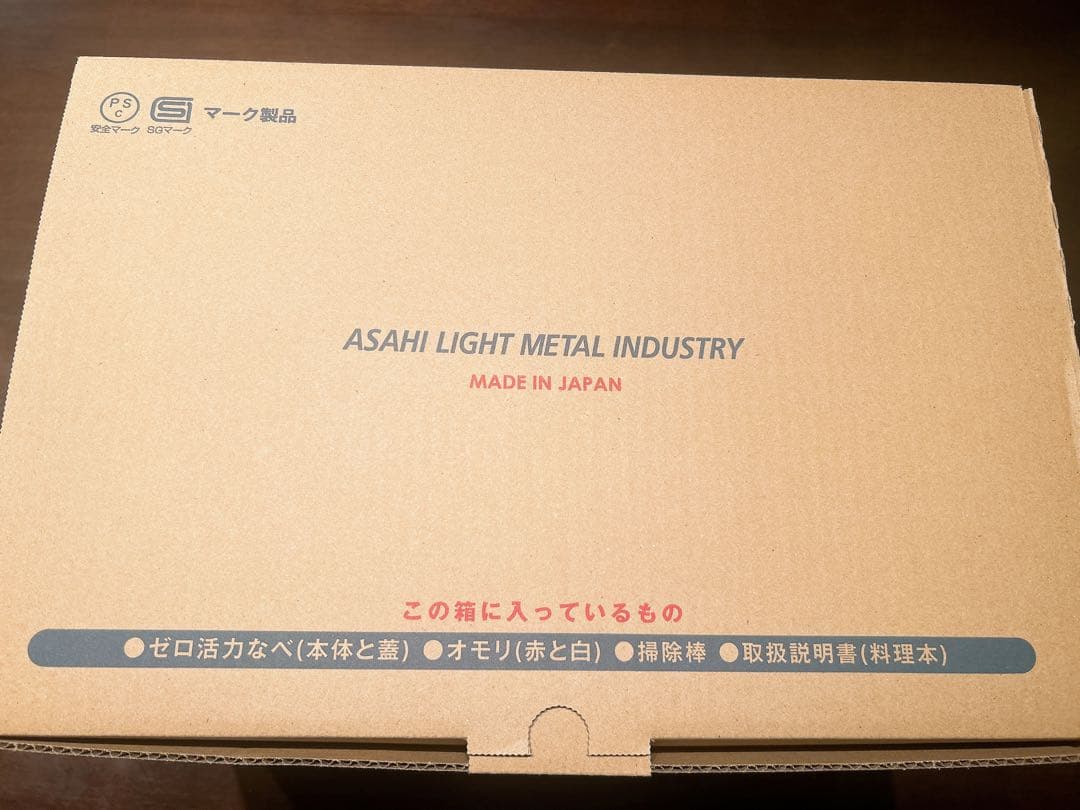 PSC SG マーク製品
安全マーク SGマーク
ASAHI LIGHT METAL INDUSTRY
MADE IN JAPAN
この箱に入っているもの
●ゼロ活力なべ(本体と蓋) ●オモリ(赤と白) ●掃除棒 ●取扱説明書(料理本)